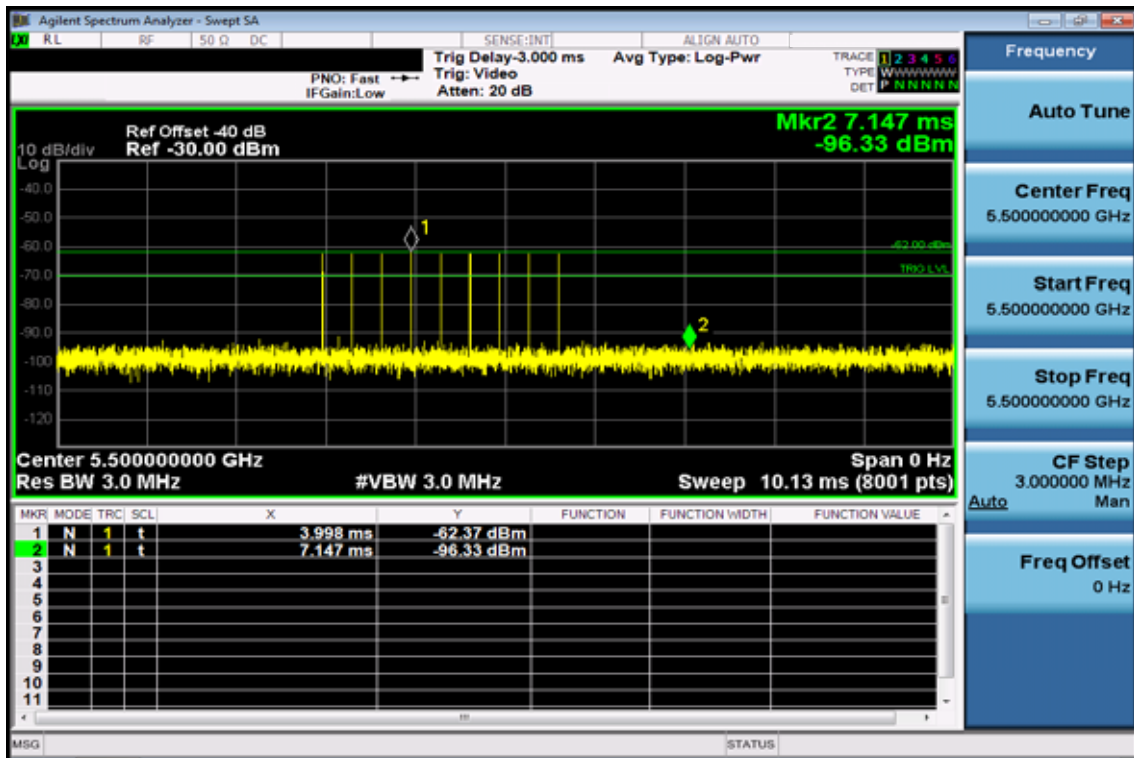 Agilent Spectrum Analyzer - Swept SA
LXI RL RF 50 Ω DC SENSE:INT ALIGN AUTO
Trig Delay-3.000 ms Avg Type: Log-Pwr TRACE 1 2 3 4 5 6
PNO: Fast Trig: Video TYPE WWWWWW
IFGain:Low Atten: 20 dB DET P N N N N N
Mkr2 7.147 ms
Ref Offset -40 dB
10 dB/div Ref -30.00 dBm -96.33 dBm
Log
-40.0
-50.0
1
-60.0 -62.00 dBm
-70.0 TRIG LVL
-80.0
-90.0 2
-100
-110
-120
Center 5.500000000 GHz Span 0 Hz
Res BW 3.0 MHz #VBW 3.0 MHz Sweep 10.13 ms (8001 pts)
MKR MODE TRC SCL X Y FUNCTION FUNCTION WIDTH FUNCTION VALUE
1 N 1 t 3.998 ms -62.37 dBm
2 N 1 t 7.147 ms -96.33 dBm
3
4
5
6
7
8
9
10
11
MSG STATUS
Frequency
Auto Tune
Center Freq
5.500000000 GHz
Start Freq
5.500000000 GHz
Stop Freq
5.500000000 GHz
CF Step
3.000000 MHz
Auto Man
Freq Offset
0 Hz